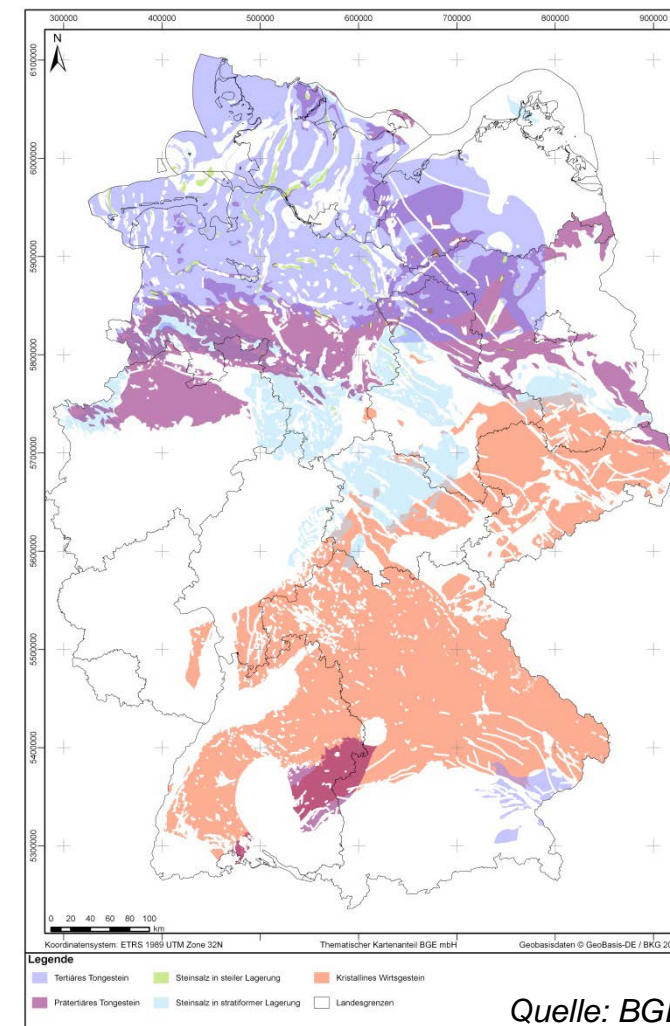 300000 400000 500000 600000 700000 800000 900000
N
6100000
6000000
5900000
5800000
5700000
5600000
5500000
5400000
5300000
0 20 40 60 80 100
km
Koordinatensystem: ETRS 1989 UTM Zone 32N Thematischer Kartenanteil BGE mbH Geobasisdaten © GeoBasis-DE / BKG 20
Legende
Tertiäres Tongestein Steinsalz in steiler Lagerung Kristallines Wirtsgestein
Prätertiäres Tongestein Steinsalz in stratiformer Lagerung Landesgrenzen
Quelle: BGE